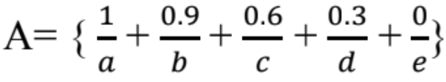 A= { 1/a + 0.9/b + 0.6/c + 0.3/d + 0/e }